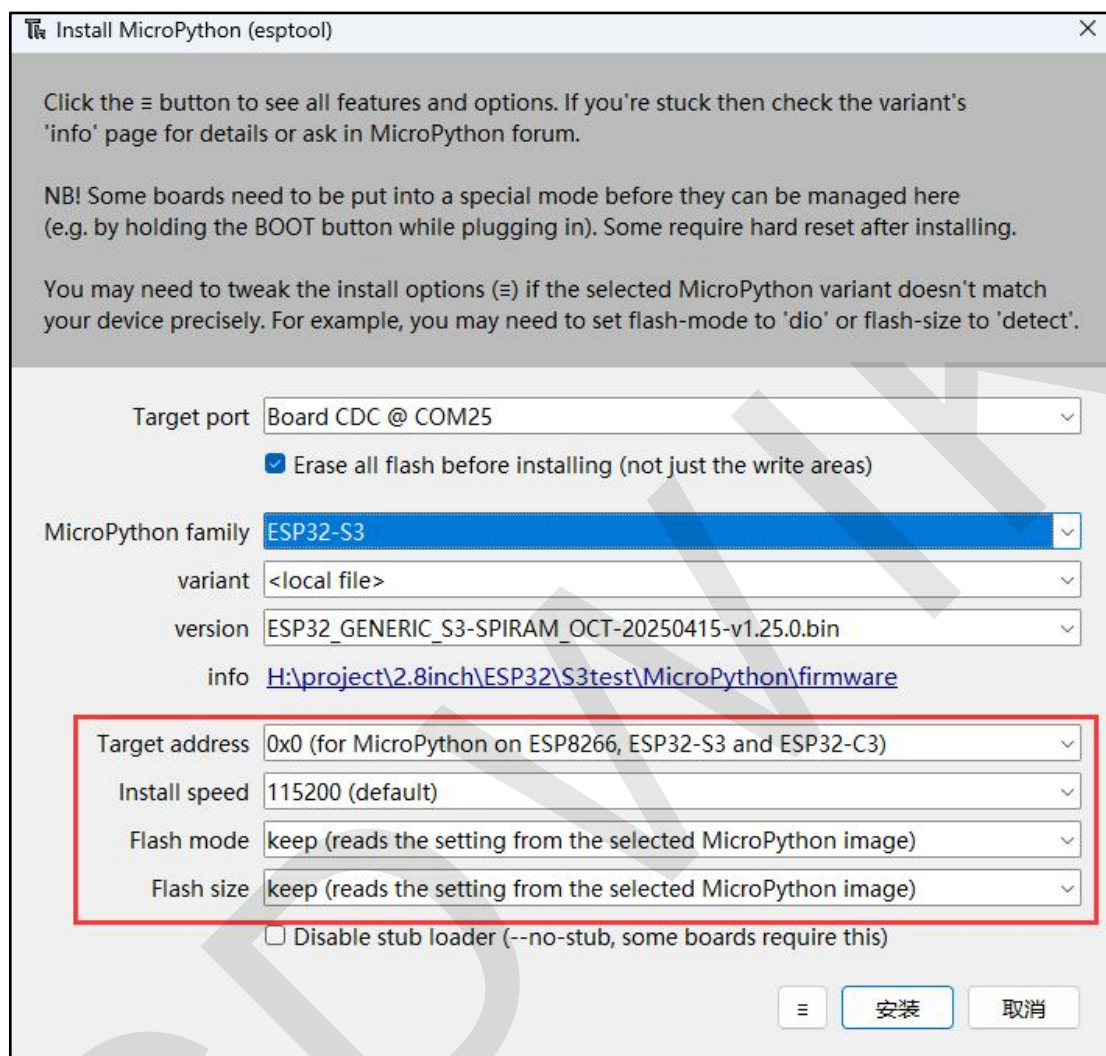 Install MicroPython (esptool)
Click the ≡ button to see all features and options. If you're stuck then check the variant's
'info' page for details or ask in MicroPython forum.
NB! Some boards need to be put into a special mode before they can be managed here
(e.g. by holding the BOOT button while plugging in). Some require hard reset after installing.
You may need to tweak the install options (≡) if the selected MicroPython variant doesn't match
your device precisely. For example, you may need to set flash-mode to 'dio' or flash-size to 'detect'.
Target port Board CDC @ COM25
Erase all flash before installing (not just the write areas)
MicroPython family ESP32-S3
variant <local file>
version ESP32_GENERIC_S3-SPIRAM_OCT-20250415-v1.25.0.bin
info H:\project\2.8inch\ESP32\S3test\MicroPython\firmware
Target address 0x0 (for MicroPython on ESP8266, ESP32-S3 and ESP32-C3)
Install speed 115200 (default)
Flash mode keep (reads the setting from the selected MicroPython image)
Flash size keep (reads the setting from the selected MicroPython image)
Disable stub loader (--no-stub, some boards require this)
≡ 安装 取消